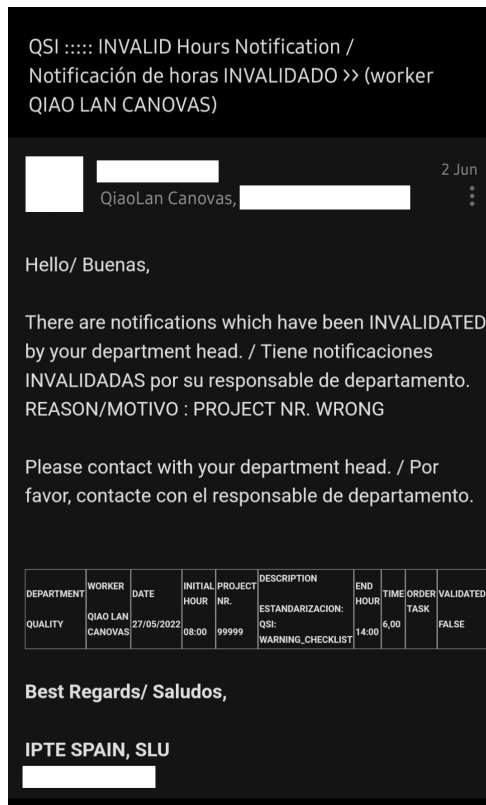 QSI ::::: INVALID Hours Notification /
Notificación de horas INVALIDADO >> (worker
QIAO LAN CANOVAS)
2 Jun
QiaoLan Canovas,
Hello/ Buenas,
There are notifications which have been INVALIDATED
by your department head. / Tiene notificaciones
INVALIDADAS por su responsable de departamento.
REASON/MOTIVO : PROJECT NR. WRONG
Please contact with your department head. / Por
favor, contacte con el responsable de departamento.
DEPARTMENT WORKER DATE INITIAL HOUR PROJECT NR. DESCRIPTION END HOUR TIME ORDER TASK VALIDATED
QUALITY QIAO LAN CANOVAS 27/05/2022 08:00 99999 ESTANDARIZACION: QSI: WARNING_CHECKLIST 14:00 6,00 FALSE
Best Regards/ Saludos,
IPTE SPAIN, SLU